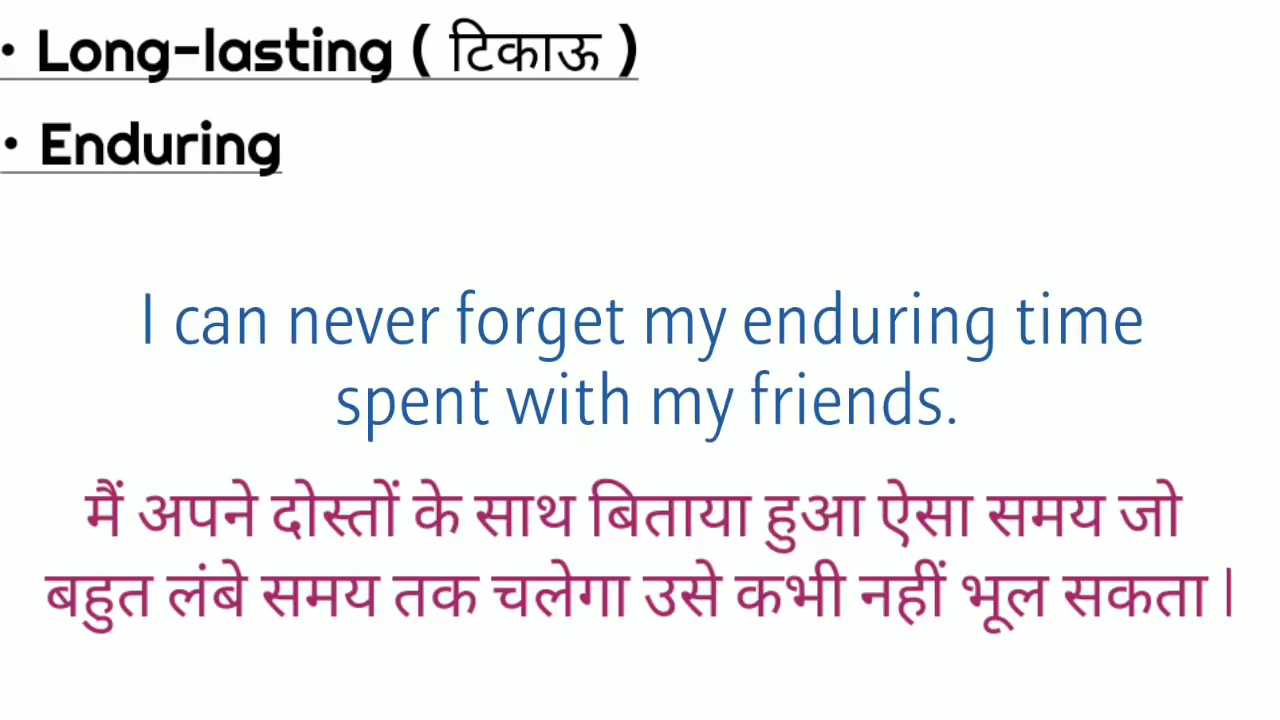 • Long-lasting ( टिकाऊ )
• Enduring
I can never forget my enduring time
spent with my friends.
मैं अपने दोस्तों के साथ बिताया हुआ ऐसा समय जो
बहुत लंबे समय तक चलेगा उसे कभी नहीं भूल सकता।